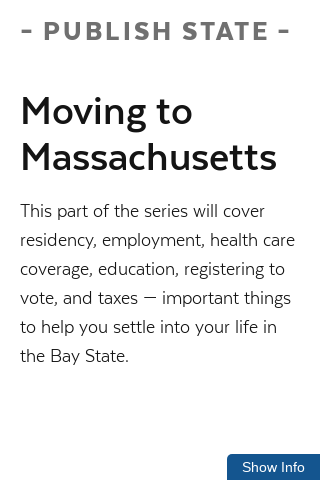 – PUBLISH STATE –
Moving to
Massachusetts
This part of the series will cover
residency, employment, health care
coverage, education, registering to
vote, and taxes — important things
to help you settle into your life in
the Bay State.
Show Info